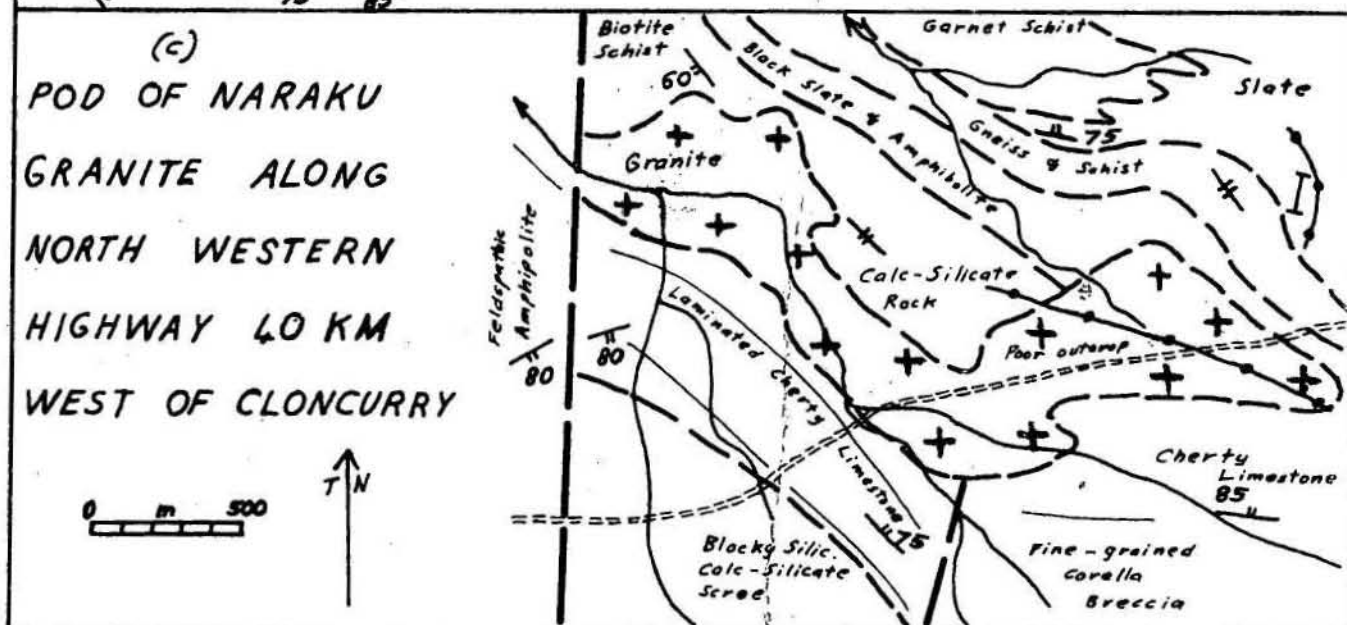 85
(c)
POD OF NARAKU
GRANITE ALONG
NORTH WESTERN
HIGHWAY 40 KM
WEST OF CLONCURRY
0 m 500
T N
Biotite
Schist
60
Garnet Schist
Slate
Black Slate & Amphibolite
75
Gneiss & Schist
Granite
Feldspathic
Amphipolite
Calc-Silicate
Rock
Poor outcrop
Laminated Cherty Limestone
80
80
75
Cherty
Limestone
85
Blocky Silic.
Calc-Silicate
Scree
Fine-grained
Corella
Breccia